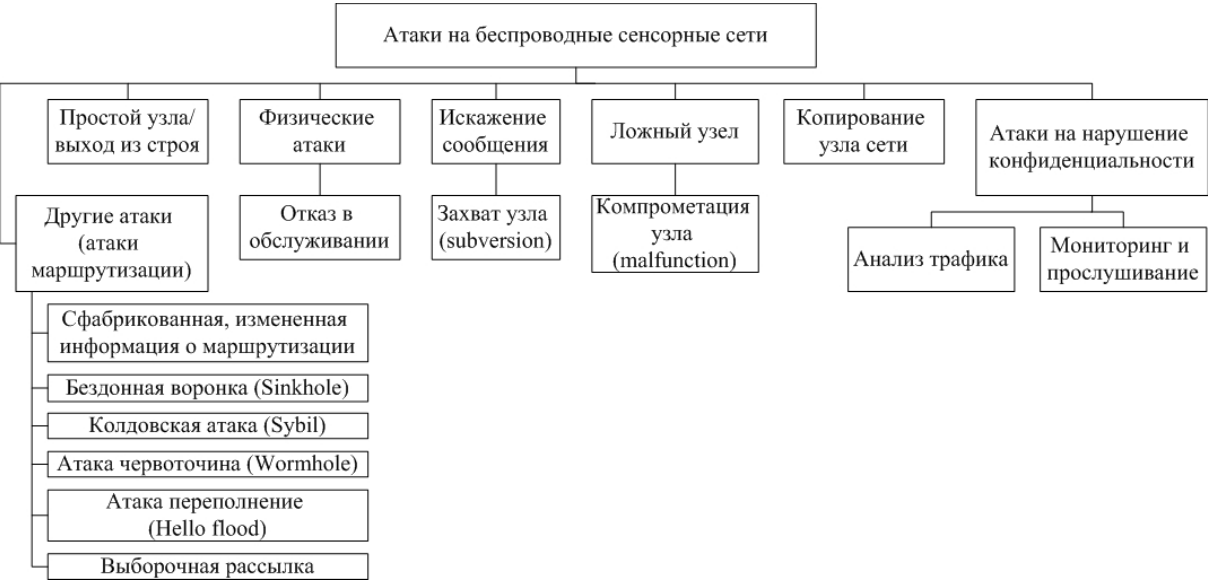 Атаки на беспроводные сенсорные сети
Простой узла/
выход из строя
Физические
атаки
Искажение
сообщения
Ложный узел
Копирование
узла сети
Атаки на нарушение
конфиденциальности
Другие атаки
(атаки
маршрутизации)
Отказ в
обслуживании
Захват узла
(subversion)
Компрометация
узла
(malfunction)
Анализ трафика
Мониторинг и
прослушивание
Сфабрикованная, измененная
информация о маршрутизации
Бездонная воронка (Sinkhole)
Колдовская атака (Sybil)
Атака червоточина (Wormhole)
Атака переполнение
(Hello flood)
Выборочная рассылка